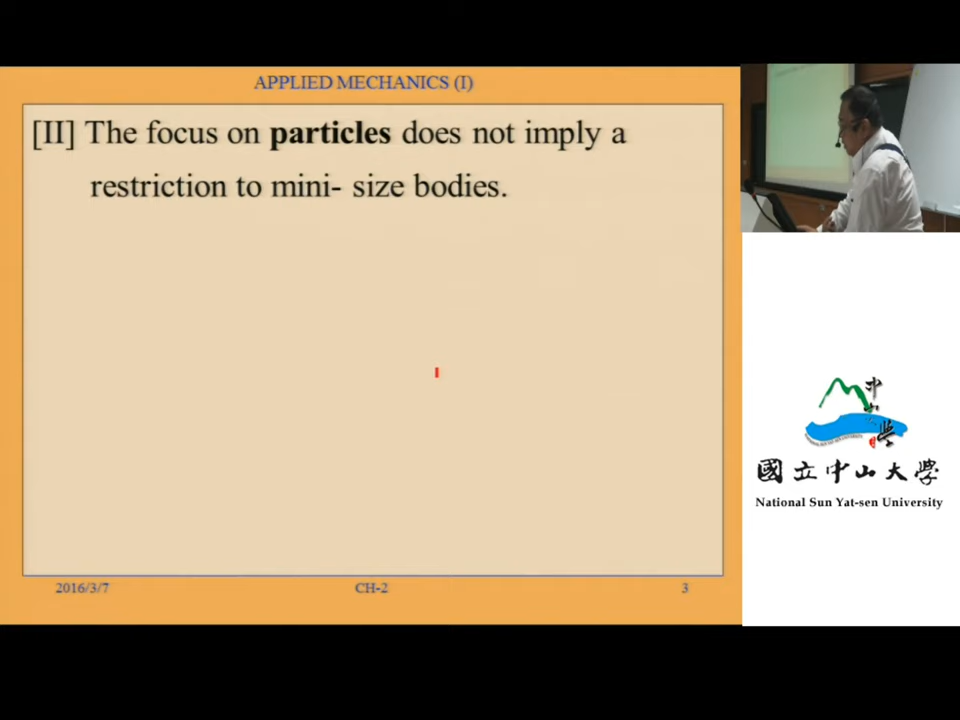 APPLIED MECHANICS (I)
[II] The focus on particles does not imply a
restriction to mini- size bodies.
2016/3/7
CH-2
3
國立中山大學
National Sun Yat-sen University